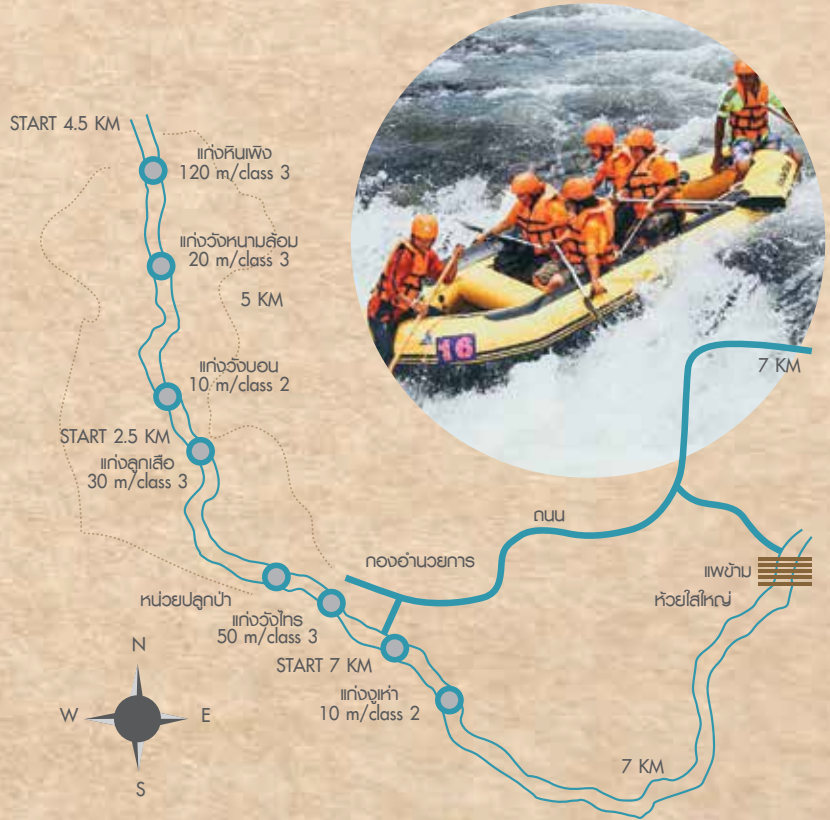 START 4.5 KM
แก่งหินเพิง
120 m/class 3
แก่งวังหนามล้อม
20 m/class 3
5 KM
แก่งวังบอน
10 m/class 2
START 2.5 KM
แก่งลูกเสือ
30 m/class 3
16
7 KM
ถนน
กองอำนวยการ
แพข้าม
ห้วยใสใหญ่
หน่วยปลูกป่า
แก่งวังไทร
50 m/class 3
START 7 KM
แก่งงูเห่า
10 m/class 2
7 KM
N
W
E
S